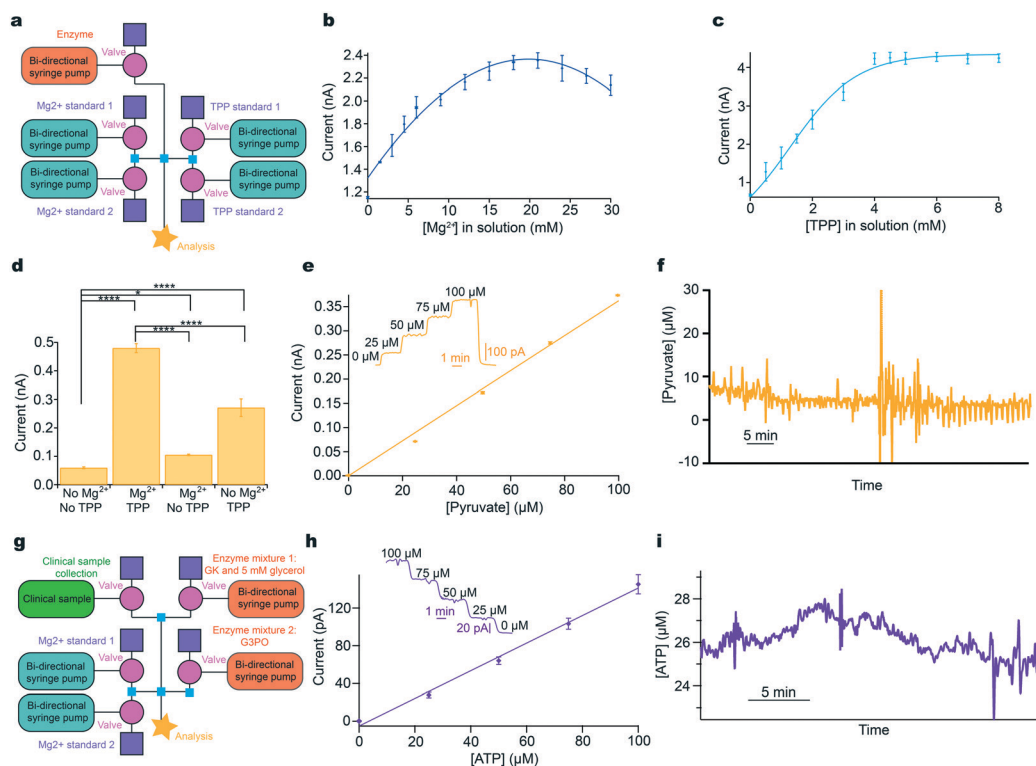 a
Enzyme
Valve
Bi-directional
syringe pump
Mg2+ standard 1
TPP standard 1
Valve
Valve
Bi-directional
syringe pump
Bi-directional
syringe pump
Bi-directional
syringe pump
Bi-directional
syringe pump
Valve
Valve
Mg2+ standard 2
TPP standard 2
Analysis
b
Current (nA)
2.4
2.2
2.0
1.8
1.6
1.4
1.2
0 5 10 15 20 25 30
[Mg²⁺] in solution (mM)
c
Current (nA)
4
3
2
1
0 2 4 6 8
[TPP] in solution (mM)
d
****
*
****
****
****
Current (nA)
0.5
0.4
0.3
0.2
0.1
0.0
No Mg²⁺ Mg²⁺ Mg²⁺ No Mg²⁺
No TPP TPP No TPP TPP
e
Current (nA)
0.35
0.30
0.25
0.20
0.15
0.10
0.05
0.00
100 µM
75 µM
50 µM
25 µM
0 µM
1 min
100 pA
0 20 40 60 80 100
[Pyruvate] (µM)
f
[Pyruvate] (µM)
30
20
10
0
-10
5 min
Time
g
Clinical sample
collection
Enzyme mixture 1:
GK and 5 mM glycerol
Valve
Valve
Clinical sample
Bi-directional
syringe pump
Mg2+ standard 1
Enzyme mixture 2:
G3PO
Valve
Valve
Bi-directional
syringe pump
Bi-directional
syringe pump
Bi-directional
syringe pump
Valve
Analysis
Mg2+ standard 2
h
Current (pA)
120
80
40
0
100 µM
75 µM
50 µM
25 µM
0 µM
1 min
20 pA
0 20 40 60 80 100
[ATP] (µM)
i
[ATP] (µM)
28
26
24
5 min
Time